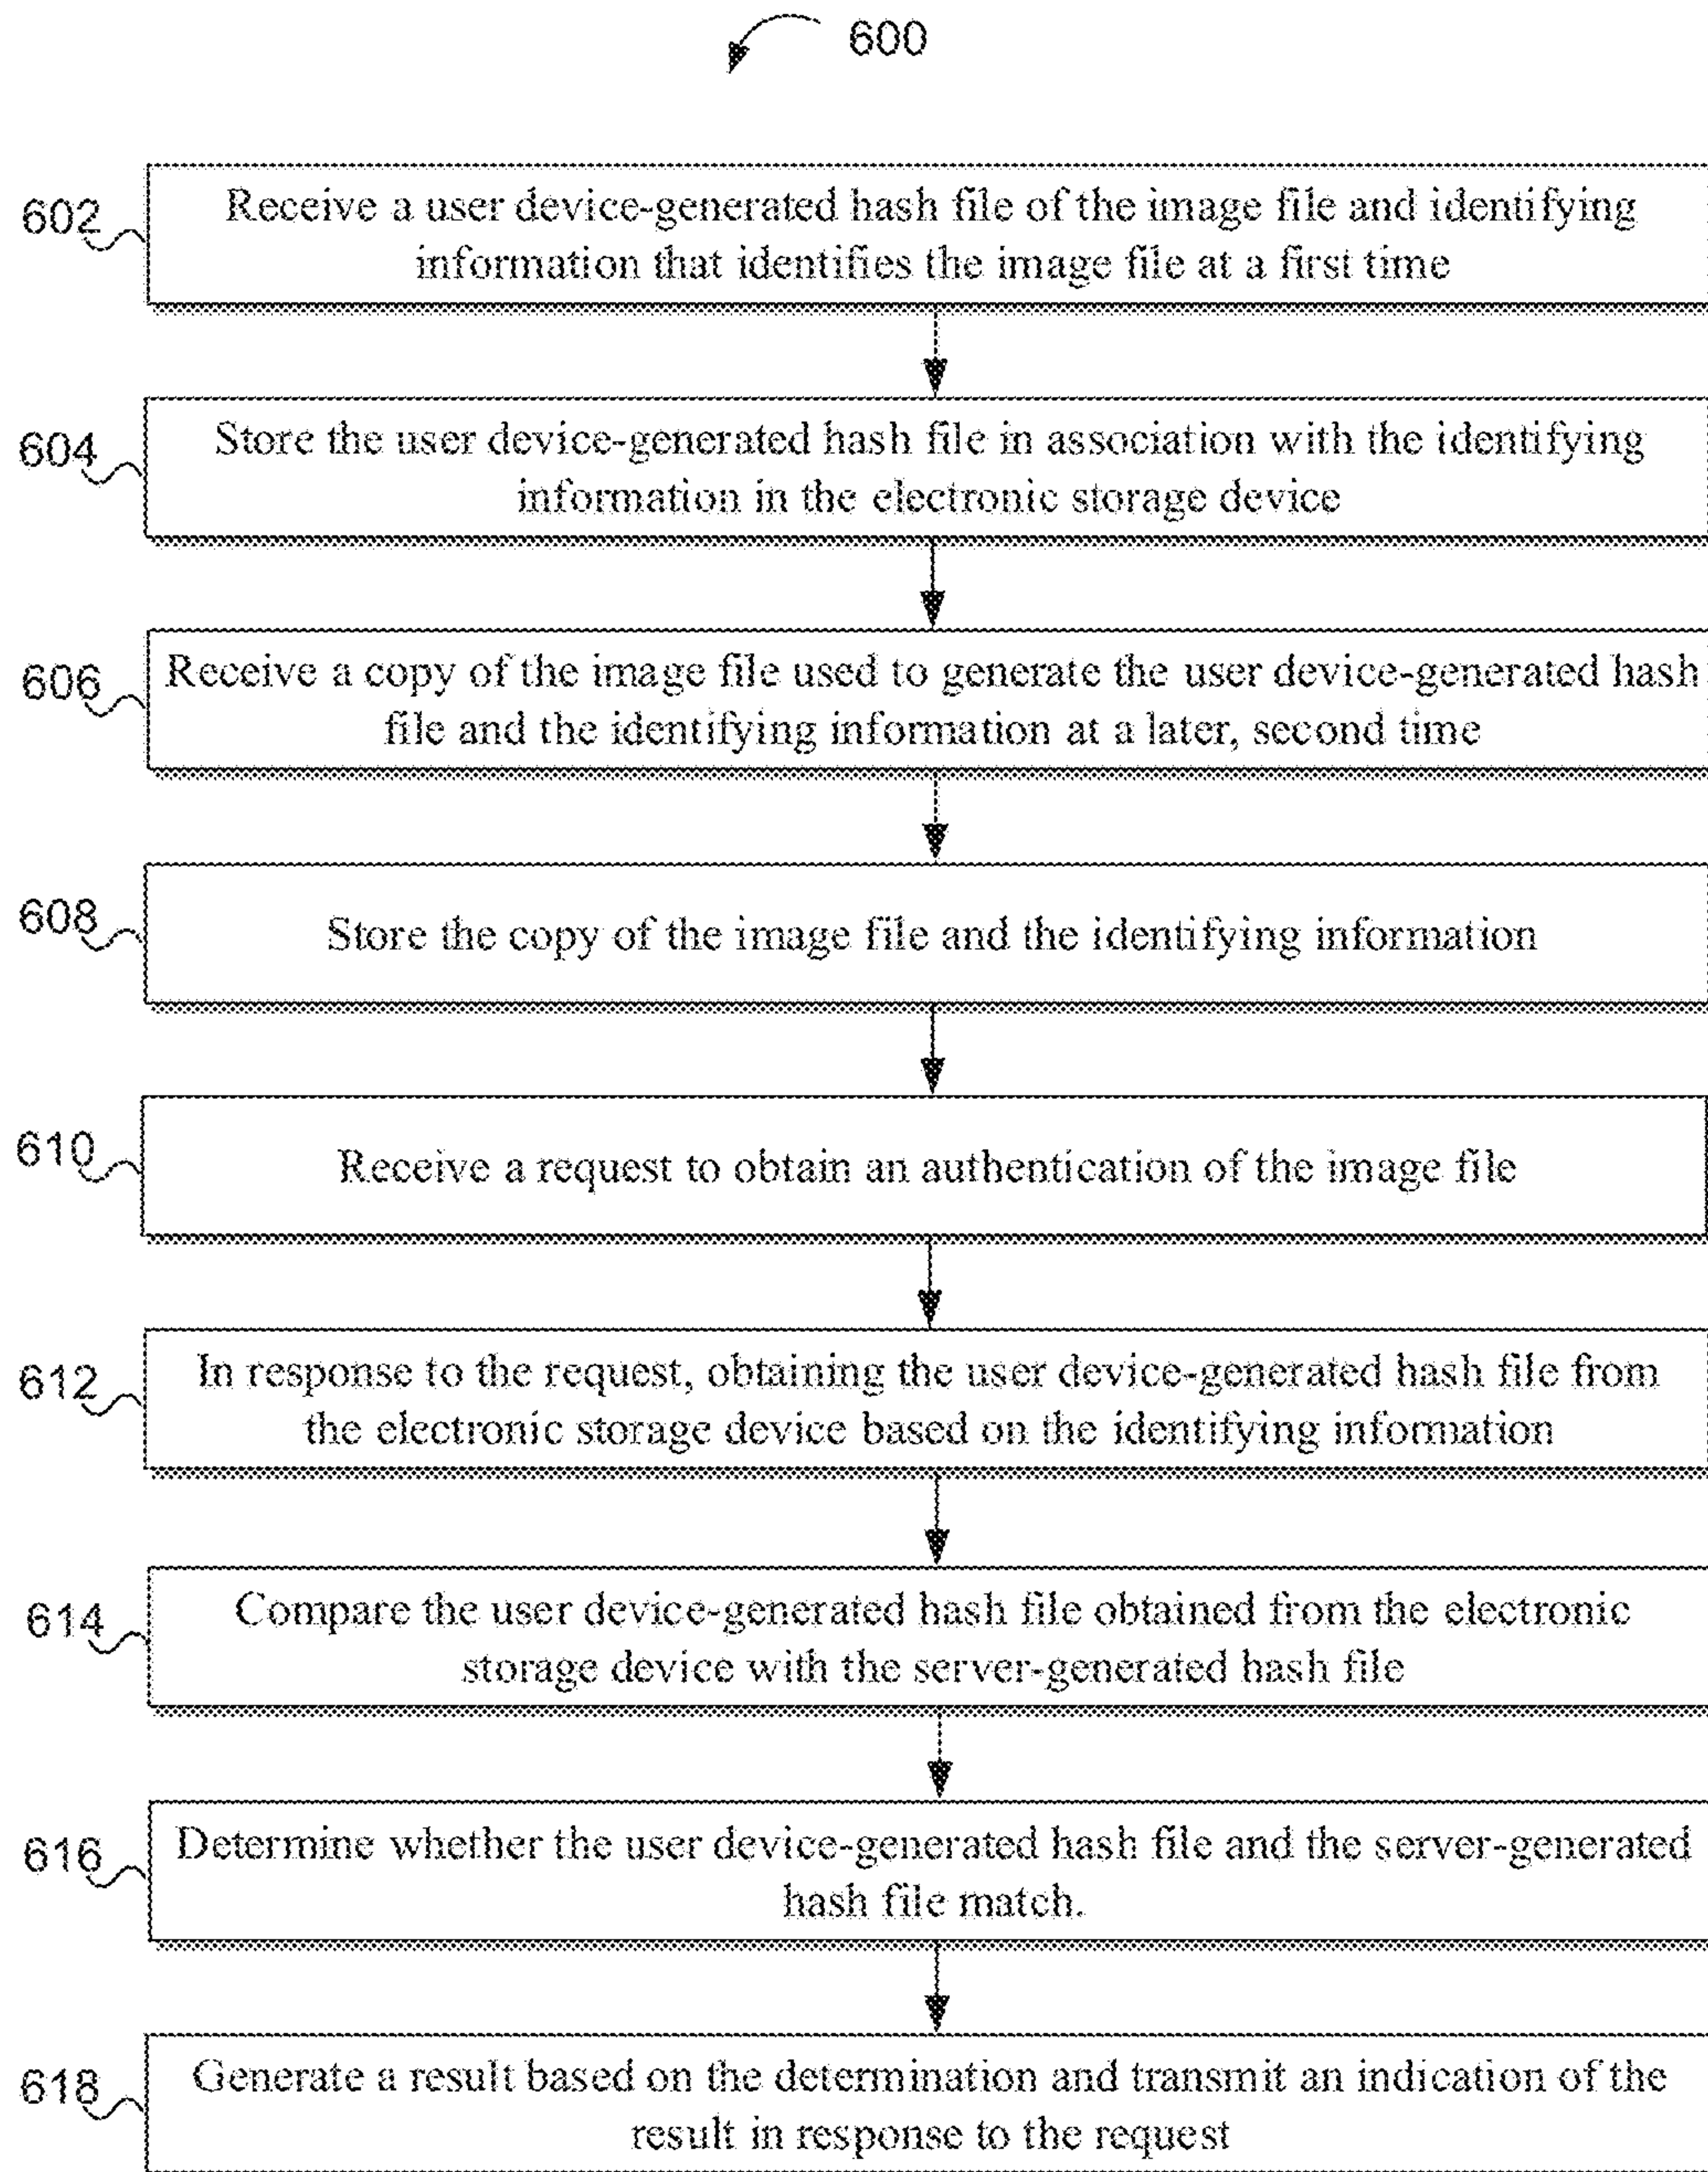 600
602
Receive a user device-generated hash file of the image file and identifying
information that identifies the image file at a first time
604
Store the user device-generated hash file in association with the identifying
information in the electronic storage device
606
Receive a copy of the image file used to generate the user device-generated hash
file and the identifying information at a later, second time
608
Store the copy of the image file and the identifying information
610
Receive a request to obtain an authentication of the image file
612
In response to the request, obtaining the user device-generated hash file from
the electronic storage device based on the identifying information
614
Compare the user device-generated hash file obtained from the electronic
storage device with the server-generated hash file
616
Determine whether the user device-generated hash file and the server-generated
hash file match.
618
Generate a result based on the determination and transmit an indication of the
result in response to the request